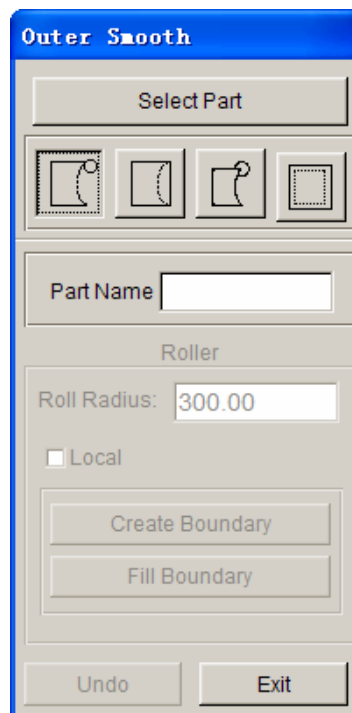 Outer Smooth
Select Part
Part Name
Roller
Roll Radius: 300.00
Local
Create Boundary
Fill Boundary
Undo Exit